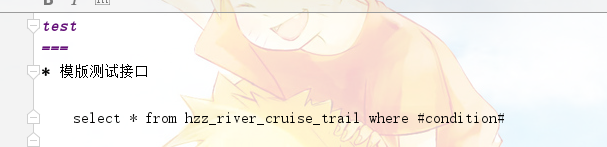 test
===
* 模版测试接口
select * from hzz_river_cruise_trail where #condition#